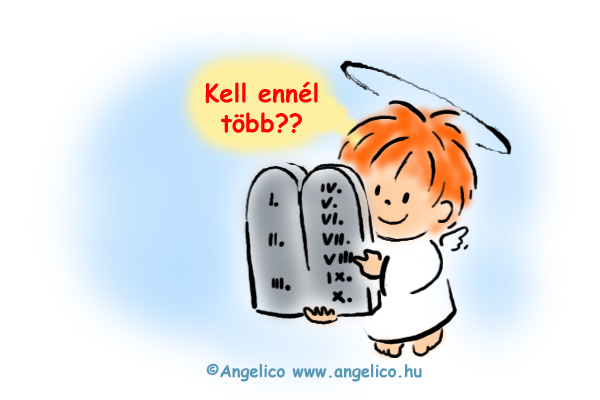 Kell ennél
több??
I.
II.
III.
IV.
V.
VI.
VII.
VIII.
IX.
X.
©Angelico www.angelico.hu